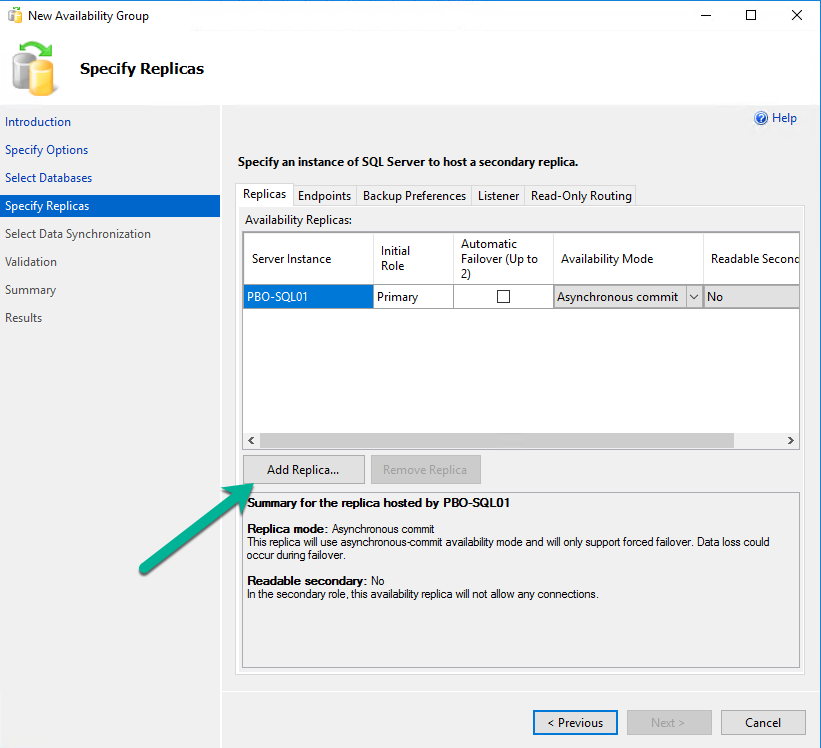 New Availability Group
Specify Replicas
Introduction
Specify Options
Select Databases
Specify Replicas
Select Data Synchronization
Validation
Summary
Results
Help
Specify an instance of SQL Server to host a secondary replica.
Replicas Endpoints Backup Preferences Listener Read-Only Routing
Availability Replicas:
Server Instance
Initial
Role
Automatic
Failover (Up to
2)
Availability Mode
Readable Second
PBO-SQL01 Primary Asynchronous commit No
Add Replica... Remove Replica
Summary for the replica hosted by PBO-SQL01
Replica mode: Asynchronous commit
This replica will use asynchronous-commit availability mode and will only support forced failover. Data loss could
occur during failover.
Readable secondary: No
In the secondary role, this availability replica will not allow any connections.
< Previous Next > Cancel